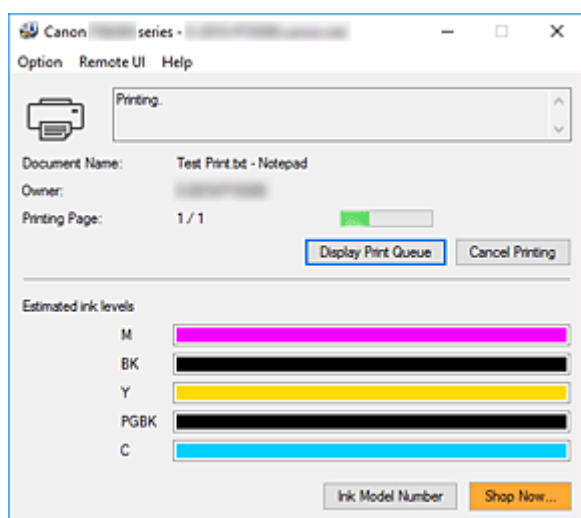 Canon series -
Option Remote UI Help
Printing.
Document Name: Test Print.txt - Notepad
Owner:
Printing Page: 1 / 1
Display Print Queue Cancel Printing
Estimated ink levels
M
BK
Y
PGBK
C
Ink Model Number Shop Now...